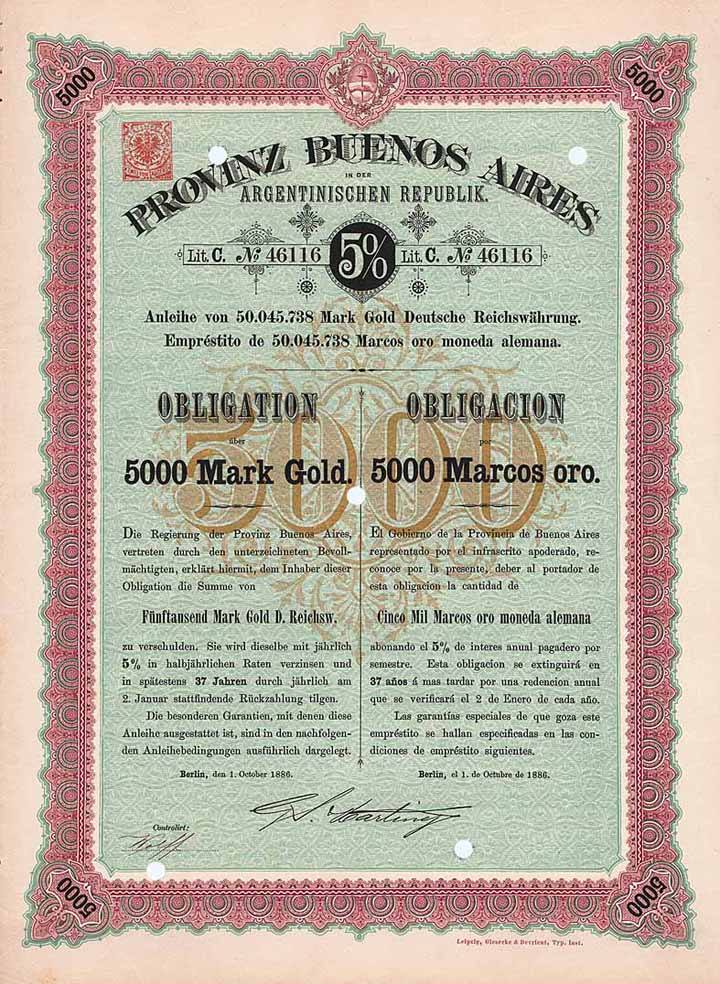 5000
5000
PROVINZ BUENOS AIRES
IN DER
ARGENTINISCHEN REPUBLIK.
Lit. C. No 46116
5%
Lit. C. No 46116
Anleihe von 50.045.738 Mark Gold Deutsche Reichswährung.
Empréstito de 50.045.738 Marcos oro moneda alemana.
5000
OBLIGATION
über
5000 Mark Gold.
Die Regierung der Provinz Buenos Aires,
vertreten durch den unterzeichneten Bevoll-
mächtigten, erklärt hiermit, dem Inhaber dieser
Obligation die Summe von
Fünftausend Mark Gold D. Reichsw.
zu verschulden. Sie wird dieselbe mit jährlich
5% in halbjährlichen Raten verzinsen und
in spätestens 37 Jahren durch jährlich am
2. Januar stattfindende Rückzahlung tilgen.
Die besonderen Garantien, mit denen diese
Anleihe ausgestattet ist, sind in den nachfolgen-
den Anleihebedingungen ausführlich dargelegt.
Berlin, den 1. October 1886.
OBLIGACION
por
5000 Marcos oro.
El Gobierno de la Provincia de Buenos Aires
representado por el infrascrito apoderado, re-
conoce por la presente, deber al portador de
esta obligacion la cantidad de
Cinco Mil Marcos oro moneda alemana
abonando el 5% de interes anual pagadero por
semestre. Esta obligacion se extinguirá en
37 años á mas tardar por una redencion anual
que se verificará el 2 de Enero de cada año.
Las garantías especiales de que goza este
empréstito se hallan especificadas en las con-
diciones de empréstito siguientes.
Berlin, el 1. de Octubre de 1886.
Controlirt:
5000
5000
Leipzig, Giesecke & Devrient, Typ. Inst.